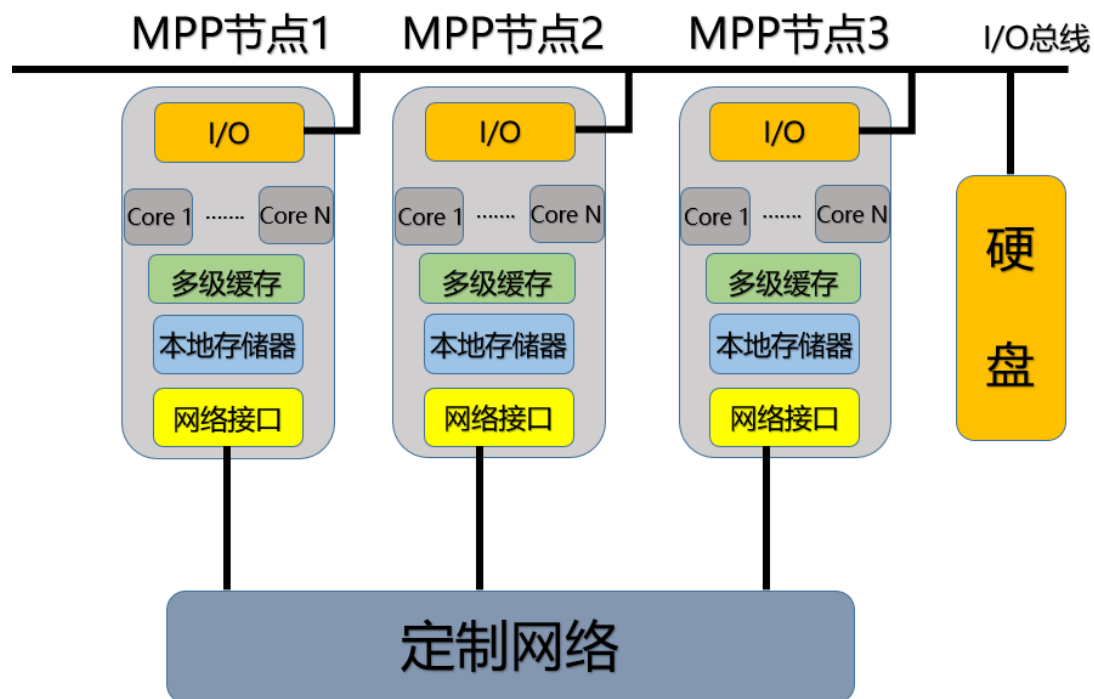 MPP节点1 MPP节点2 MPP节点3 I/O总线
I/O I/O I/O
Core 1 ······· Core N Core 1 ······· Core N Core 1 ······· Core N
多级缓存 多级缓存 多级缓存
本地存储器 本地存储器 本地存储器
网络接口 网络接口 网络接口
硬
盘
定制网络